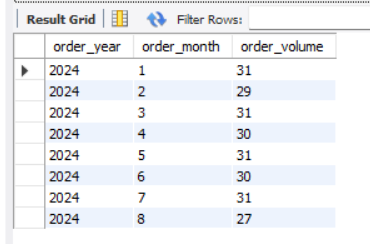 Result Grid Filter Rows:
order_year order_month order_volume
2024 1 31
2024 2 29
2024 3 31
2024 4 30
2024 5 31
2024 6 30
2024 7 31
2024 8 27